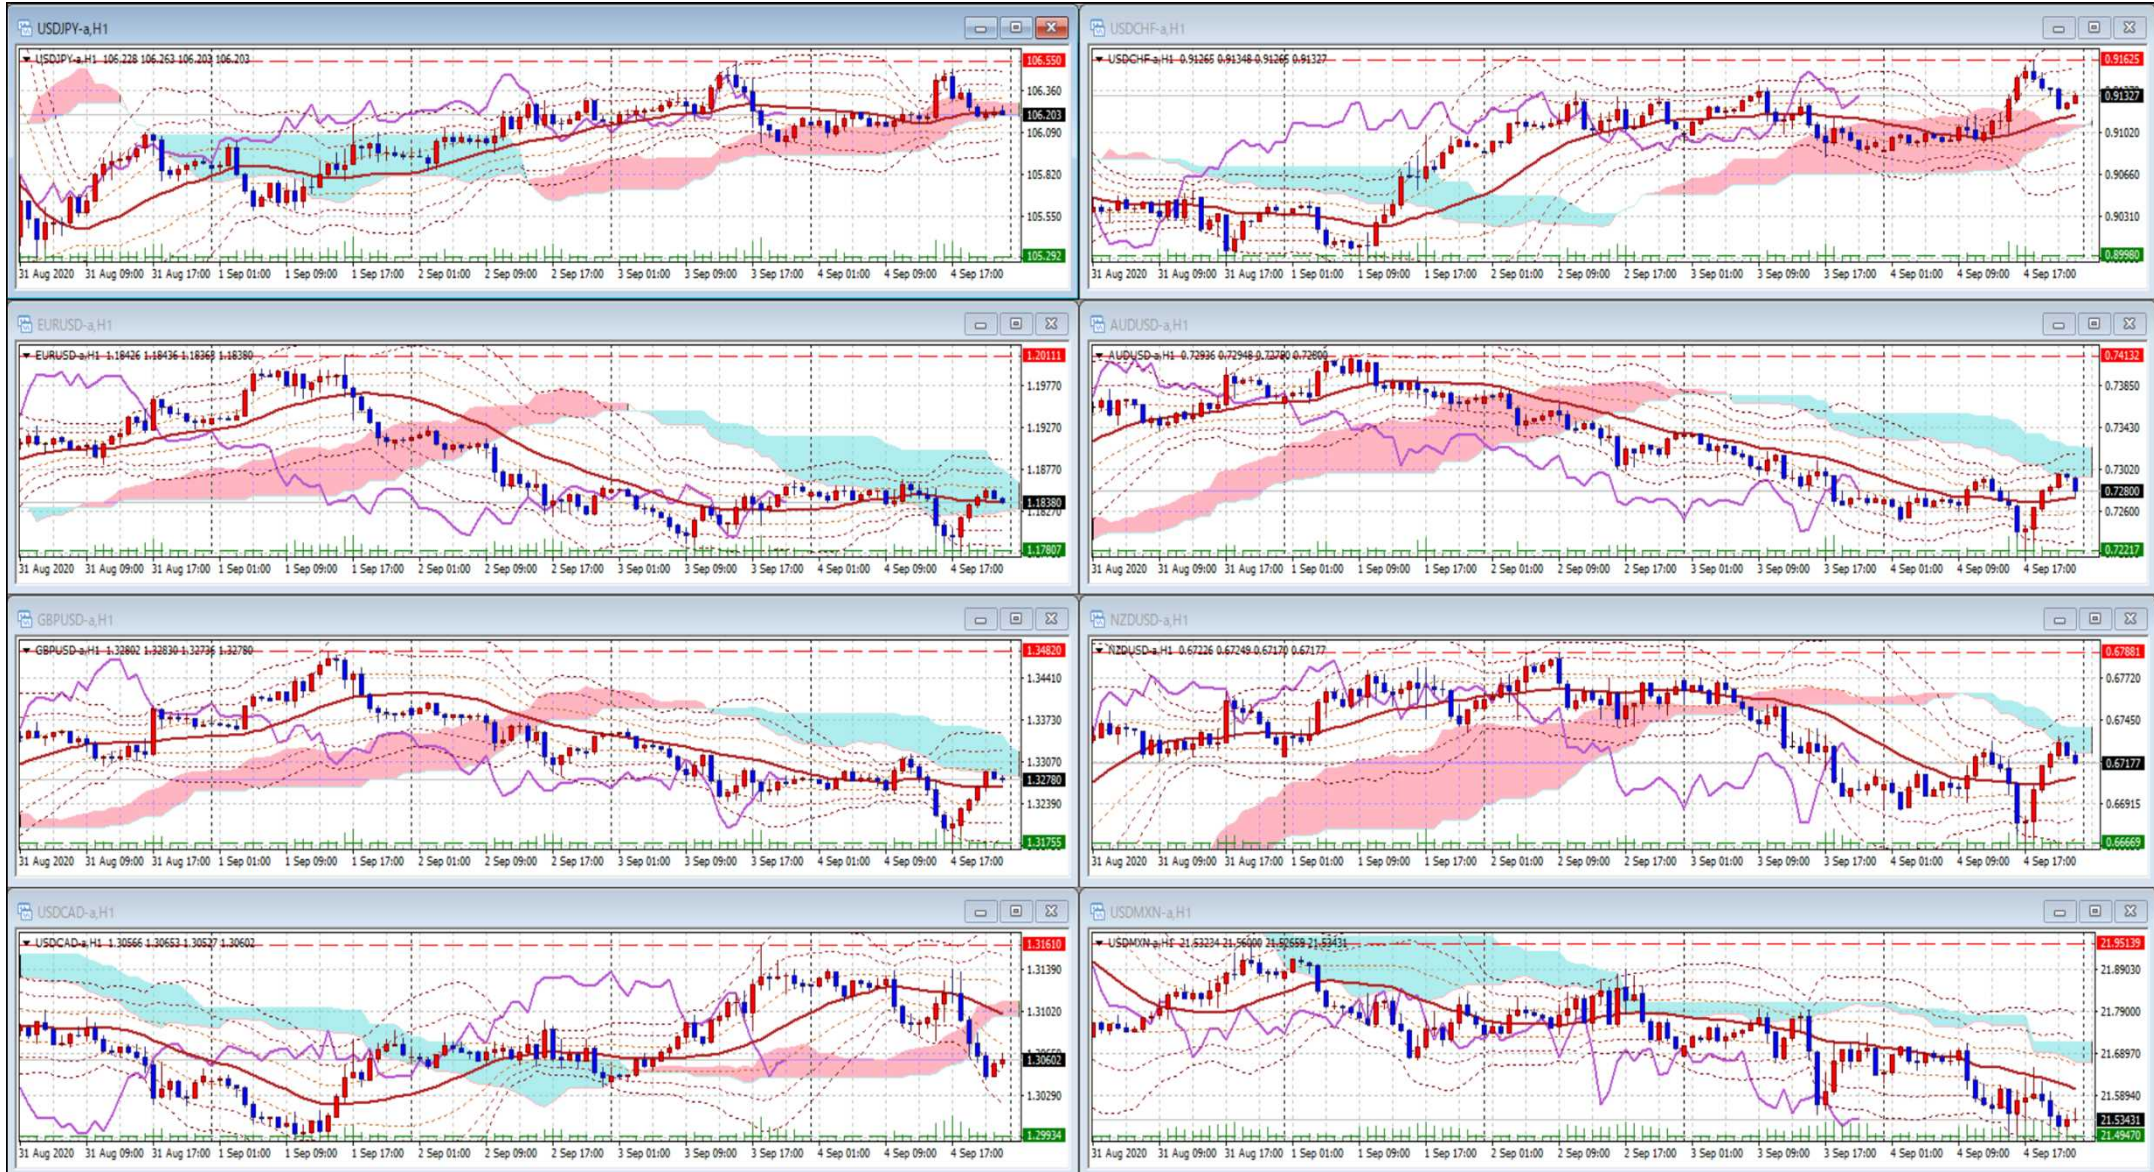 USDJPY-a,H1
USDJPY-a,H1 106.228 106.263 106.203 106.203
106.550
106.360
106.203
106.090
105.820
105.550
105.292
31 Aug 2020 31 Aug 09:00 31 Aug 17:00 1 Sep 01:00 1 Sep 09:00 1 Sep 17:00 2 Sep 01:00 2 Sep 09:00 2 Sep 17:00 3 Sep 01:00 3 Sep 09:00 3 Sep 17:00 4 Sep 01:00 4 Sep 09:00 4 Sep 17:00
USDCHF-a,H1
USDCHF-a,H1 0.91265 0.91348 0.91265 0.91327
0.91625
0.91327
0.91020
0.90660
0.90310
0.89980
31 Aug 2020 31 Aug 09:00 31 Aug 17:00 1 Sep 01:00 1 Sep 09:00 1 Sep 17:00 2 Sep 01:00 2 Sep 09:00 2 Sep 17:00 3 Sep 01:00 3 Sep 09:00 3 Sep 17:00 4 Sep 01:00 4 Sep 09:00 4 Sep 17:00
EURUSD-a,H1
EURUSD-a,H1 1.18426 1.18436 1.18368 1.18380
1.20111
1.19770
1.19270
1.18770
1.18380
1.18270
1.17807
31 Aug 2020 31 Aug 09:00 31 Aug 17:00 1 Sep 01:00 1 Sep 09:00 1 Sep 17:00 2 Sep 01:00 2 Sep 09:00 2 Sep 17:00 3 Sep 01:00 3 Sep 09:00 3 Sep 17:00 4 Sep 01:00 4 Sep 09:00 4 Sep 17:00
AUDUSD-a,H1
AUDUSD-a,H1 0.72936 0.72948 0.72790 0.72800
0.74132
0.73850
0.73430
0.73020
0.72800
0.72600
0.72217
31 Aug 2020 31 Aug 09:00 31 Aug 17:00 1 Sep 01:00 1 Sep 09:00 1 Sep 17:00 2 Sep 01:00 2 Sep 09:00 2 Sep 17:00 3 Sep 01:00 3 Sep 09:00 3 Sep 17:00 4 Sep 01:00 4 Sep 09:00 4 Sep 17:00
GBPUSD-a,H1
GBPUSD-a,H1 1.32802 1.32830 1.32736 1.32780
1.34820
1.34410
1.33730
1.33070
1.32780
1.32390
1.31755
31 Aug 2020 31 Aug 09:00 31 Aug 17:00 1 Sep 01:00 1 Sep 09:00 1 Sep 17:00 2 Sep 01:00 2 Sep 09:00 2 Sep 17:00 3 Sep 01:00 3 Sep 09:00 3 Sep 17:00 4 Sep 01:00 4 Sep 09:00 4 Sep 17:00
NZDUSD-a,H1
NZDUSD-a,H1 0.67226 0.67249 0.67170 0.67177
0.67881
0.67720
0.67450
0.67177
0.66915
0.66669
31 Aug 2020 31 Aug 09:00 31 Aug 17:00 1 Sep 01:00 1 Sep 09:00 1 Sep 17:00 2 Sep 01:00 2 Sep 09:00 2 Sep 17:00 3 Sep 01:00 3 Sep 09:00 3 Sep 17:00 4 Sep 01:00 4 Sep 09:00 4 Sep 17:00
USDCAD-a,H1
USDCAD-a,H1 1.30566 1.30653 1.30527 1.30602
1.31610
1.31390
1.31020
1.30602
1.30290
1.29934
31 Aug 2020 31 Aug 09:00 31 Aug 17:00 1 Sep 01:00 1 Sep 09:00 1 Sep 17:00 2 Sep 01:00 2 Sep 09:00 2 Sep 17:00 3 Sep 01:00 3 Sep 09:00 3 Sep 17:00 4 Sep 01:00 4 Sep 09:00 4 Sep 17:00
USDMXN-a,H1
USDMXN-a,H1 21.53234 21.56000 21.52659 21.53431
21.95139
21.89030
21.79000
21.68970
21.58940
21.53431
21.49470
31 Aug 2020 31 Aug 09:00 31 Aug 17:00 1 Sep 01:00 1 Sep 09:00 1 Sep 17:00 2 Sep 01:00 2 Sep 09:00 2 Sep 17:00 3 Sep 01:00 3 Sep 09:00 3 Sep 17:00 4 Sep 01:00 4 Sep 09:00 4 Sep 17:00